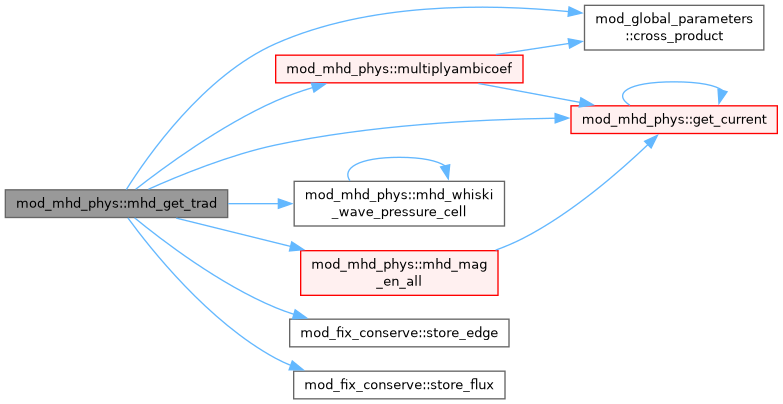 mod_global_parameters
::cross_product
mod_mhd_phys::multiplyambicoef
mod_mhd_phys::get_current
mod_mhd_phys::mhd_get_trad
mod_mhd_phys::mhd_whiski
_wave_pressure_cell
mod_mhd_phys::mhd_mag
_en_all
mod_fix_conserve::store_edge
mod_fix_conserve::store_flux